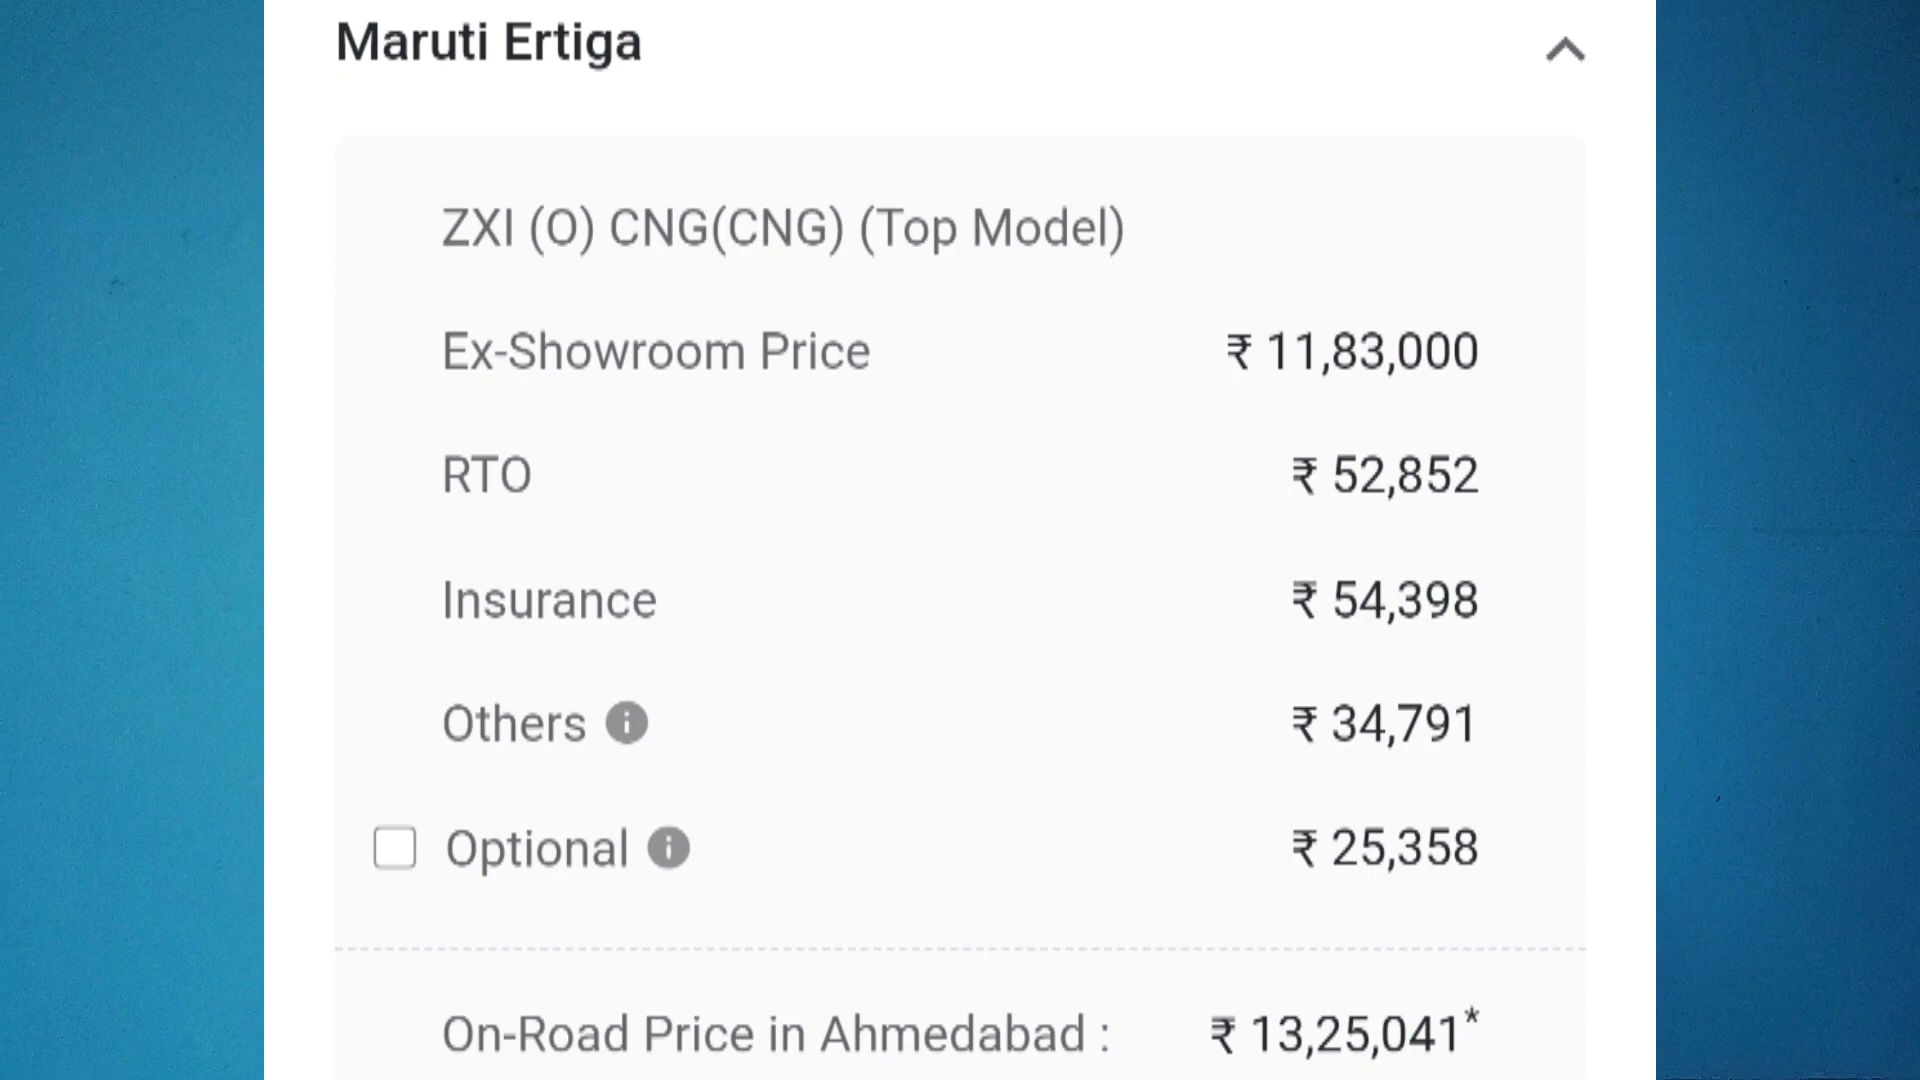 Maruti Ertiga
ZXI (O) CNG(CNG) (Top Model)
Ex-Showroom Price ₹ 11,83,000
RTO ₹ 52,852
Insurance ₹ 54,398
Others ₹ 34,791
Optional ₹ 25,358
On-Road Price in Ahmedabad : ₹ 13,25,041*